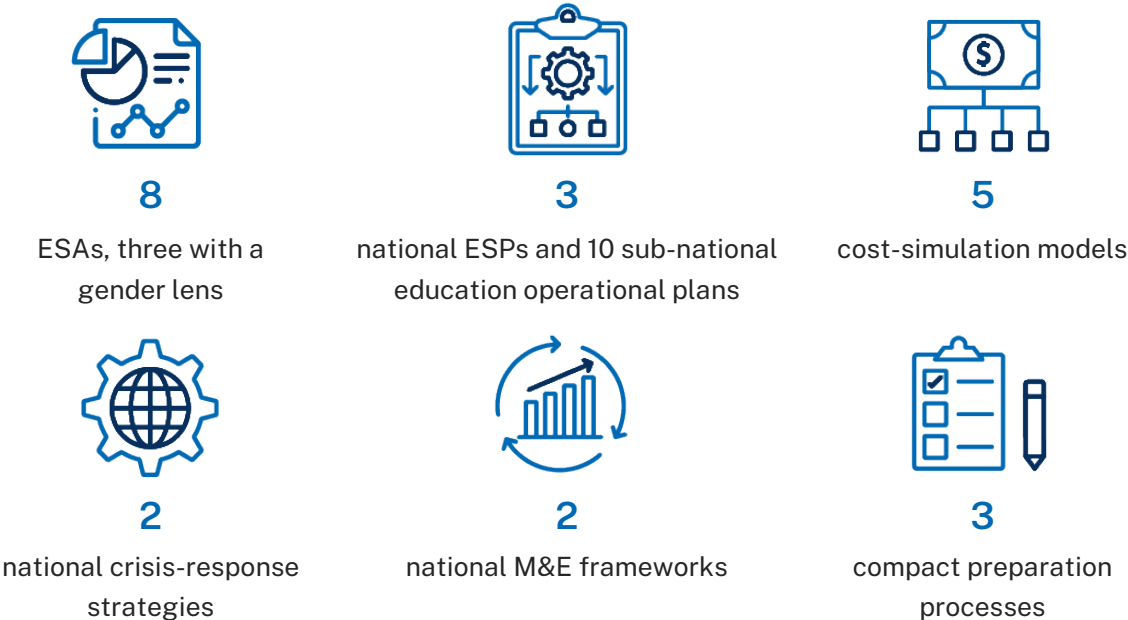 8
ESAs, three with a
gender lens
3
national ESPs and 10 sub-national
education operational plans
$
5
cost-simulation models
2
national crisis-response
strategies
2
national M&E frameworks
3
compact preparation
processes